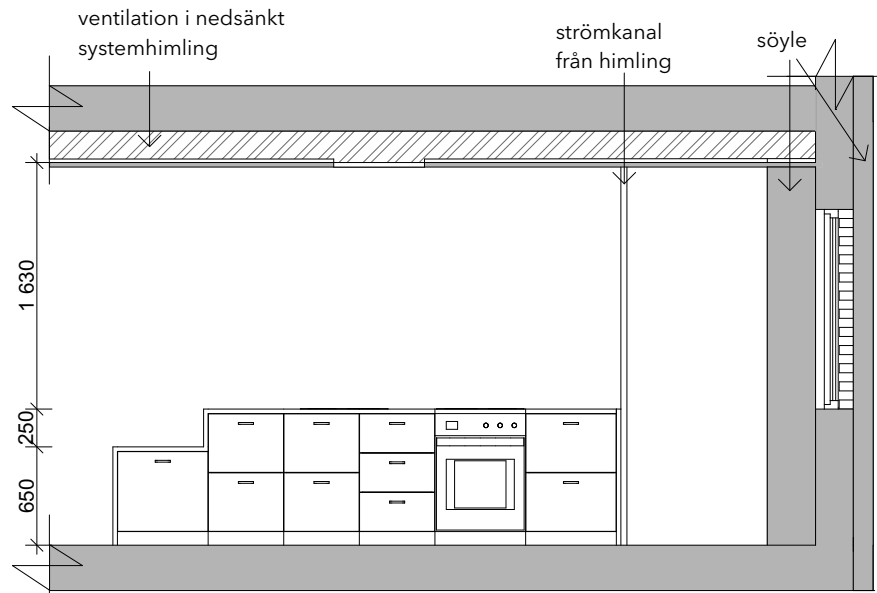 ventilation i nedsänkt
systemhimling
strömkanal
från himling
söyle
1 630
250
650